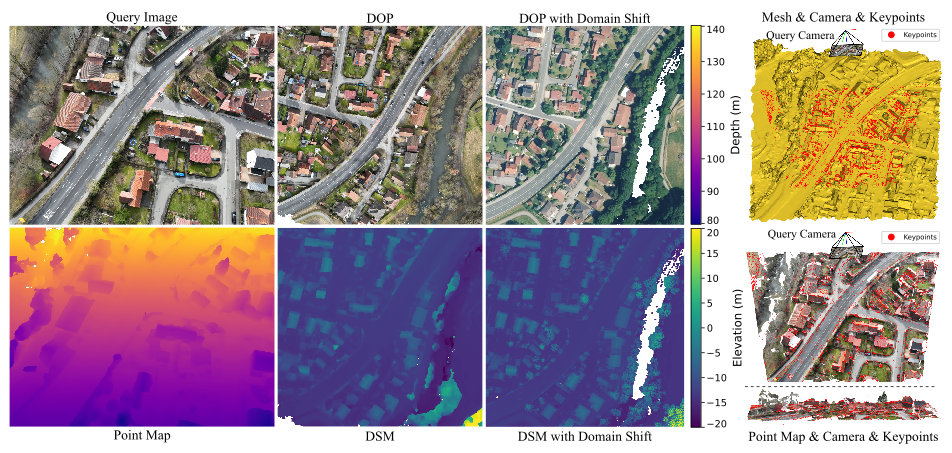 Query Image
DOP
DOP with Domain Shift
Mesh & Camera & Keypoints
Query Camera
Keypoints
140
130
120
110
100
90
80
Depth (m)
Query Camera
Keypoints
20
15
10
5
0
−5
−10
−15
−20
Elevation (m)
Point Map
DSM
DSM with Domain Shift
Point Map & Camera & Keypoints